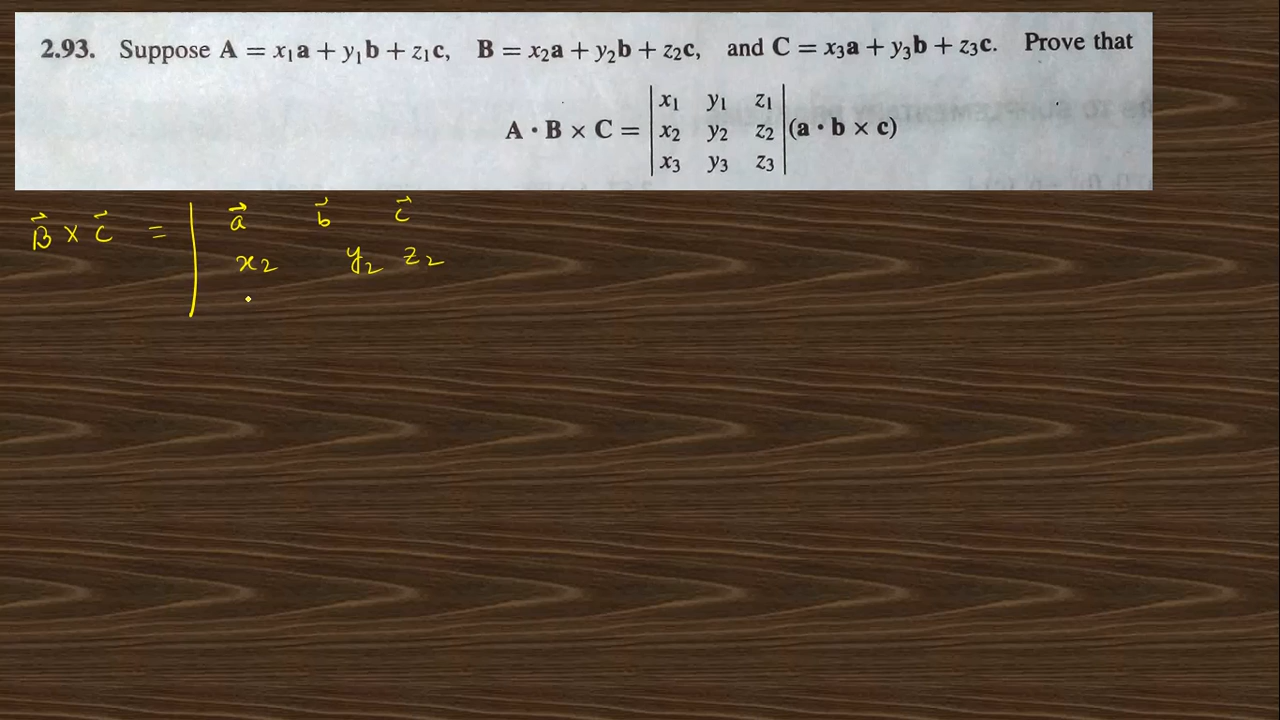 2.93. Suppose A = x₁a + y₁b + z₁c, B = x₂a + y₂b + z₂c, and C = x₃a + y₃b + z₃c. Prove that
A · B × C = | x₁ y₁ z₁ |
| x₂ y₂ z₂ | (a · b × c)
| x₃ y₃ z₃ |
B⃗ × C⃗ = | a⃗ b⃗ c⃗
x₂ y₂ z₂